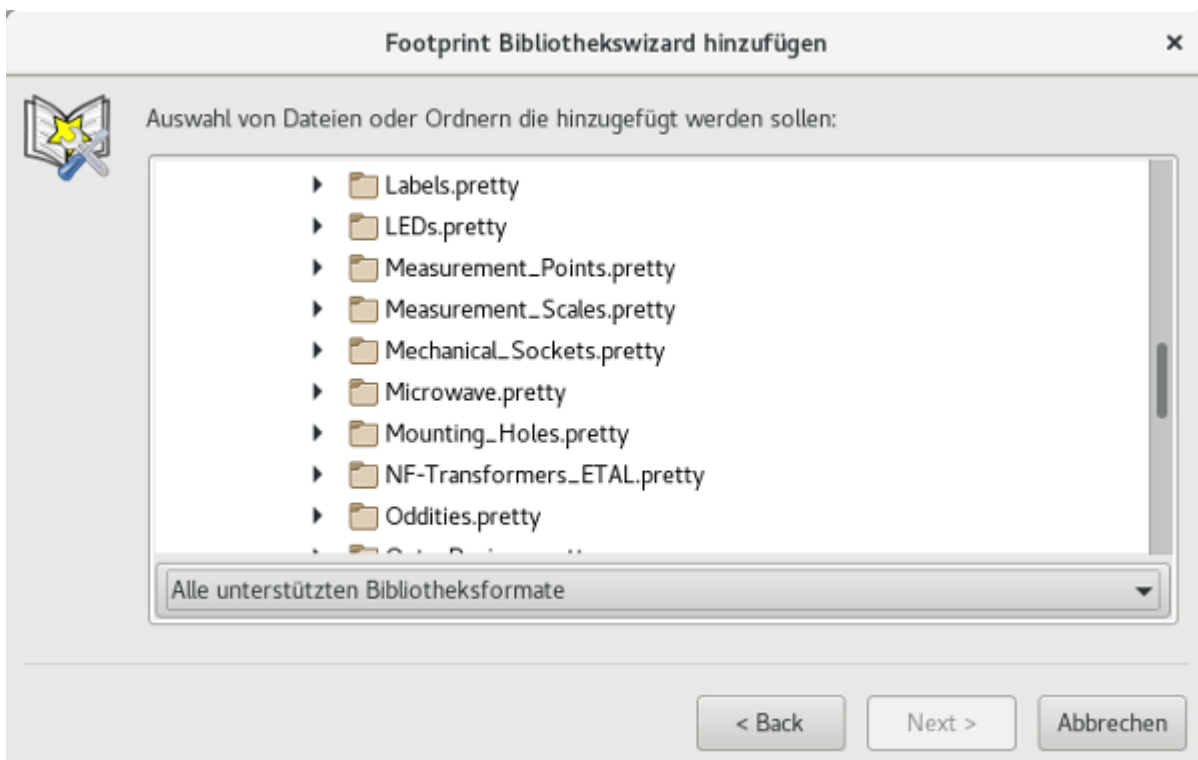 Footprint Bibliothekswizard hinzufügen
Auswahl von Dateien oder Ordnern die hinzugefügt werden sollen:
Labels.pretty
LEDs.pretty
Measurement_Points.pretty
Measurement_Scales.pretty
Mechanical_Sockets.pretty
Microwave.pretty
Mounting_Holes.pretty
NF-Transformers_ETAL.pretty
Oddities.pretty
Alle unterstützten Bibliotheksformate
< Back
Next >
Abbrechen